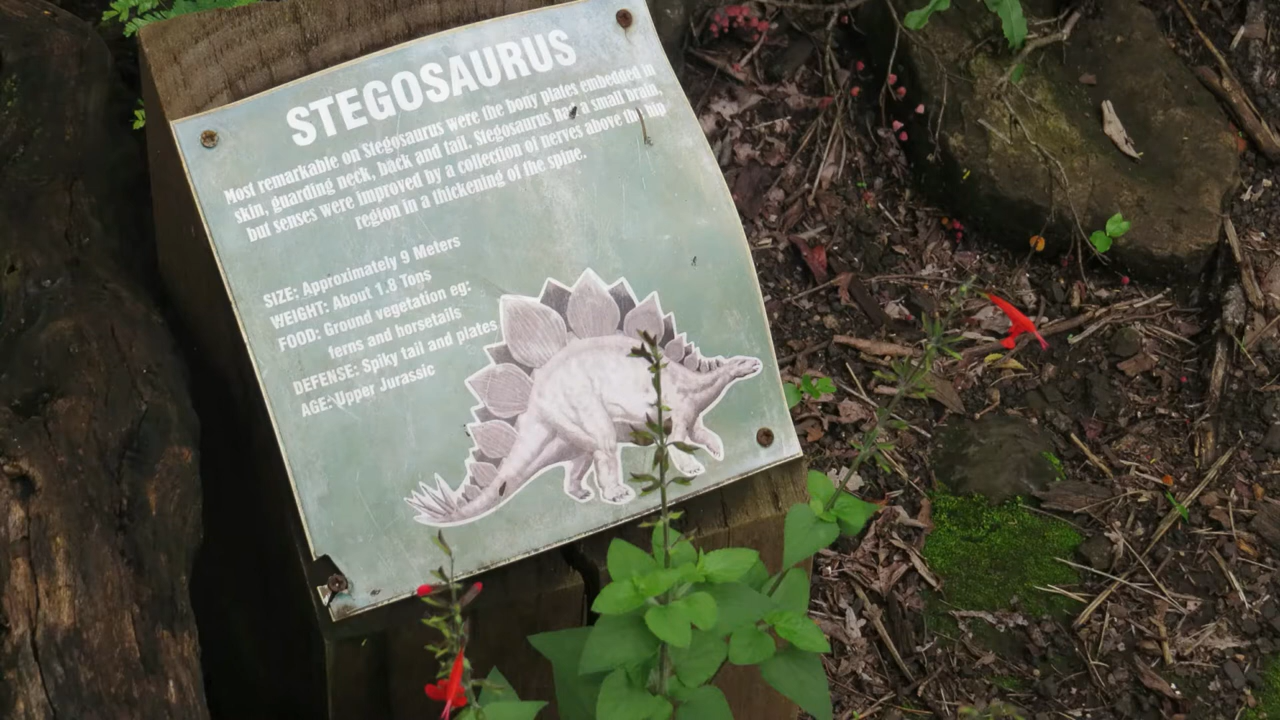 STEGOSAURUS
Most remarkable on Stegosaurus were the bony plates embedded in
skin, guarding neck, back and tail. Stegosaurus had a small brain,
but senses were improved by a collection of nerves above the hip
region in a thickening of the spine.
SIZE: Approximately 9 Meters
WEIGHT: About 1.8 Tons
FOOD: Ground vegetation eg:
ferns and horsetails
DEFENSE: Spiky tail and plates
AGE: Upper Jurassic